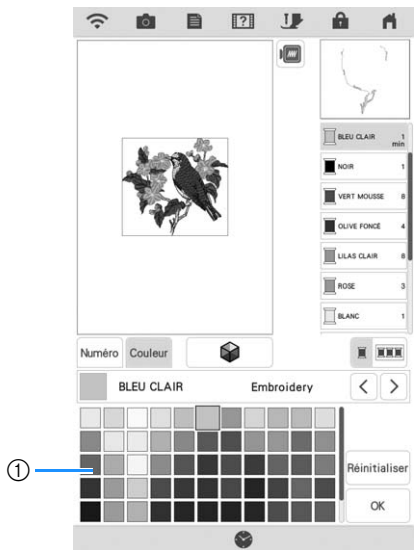 ?
BLEU CLAIR 1
min
NOIR 1
VERT MOUSSE 8
OLIVE FONCÉ 4
LILAS CLAIR 6
ROSE 3
BLANC 1
Numéro Couleur
BLEU CLAIR Embroidery < >
① Réinitialiser
OK